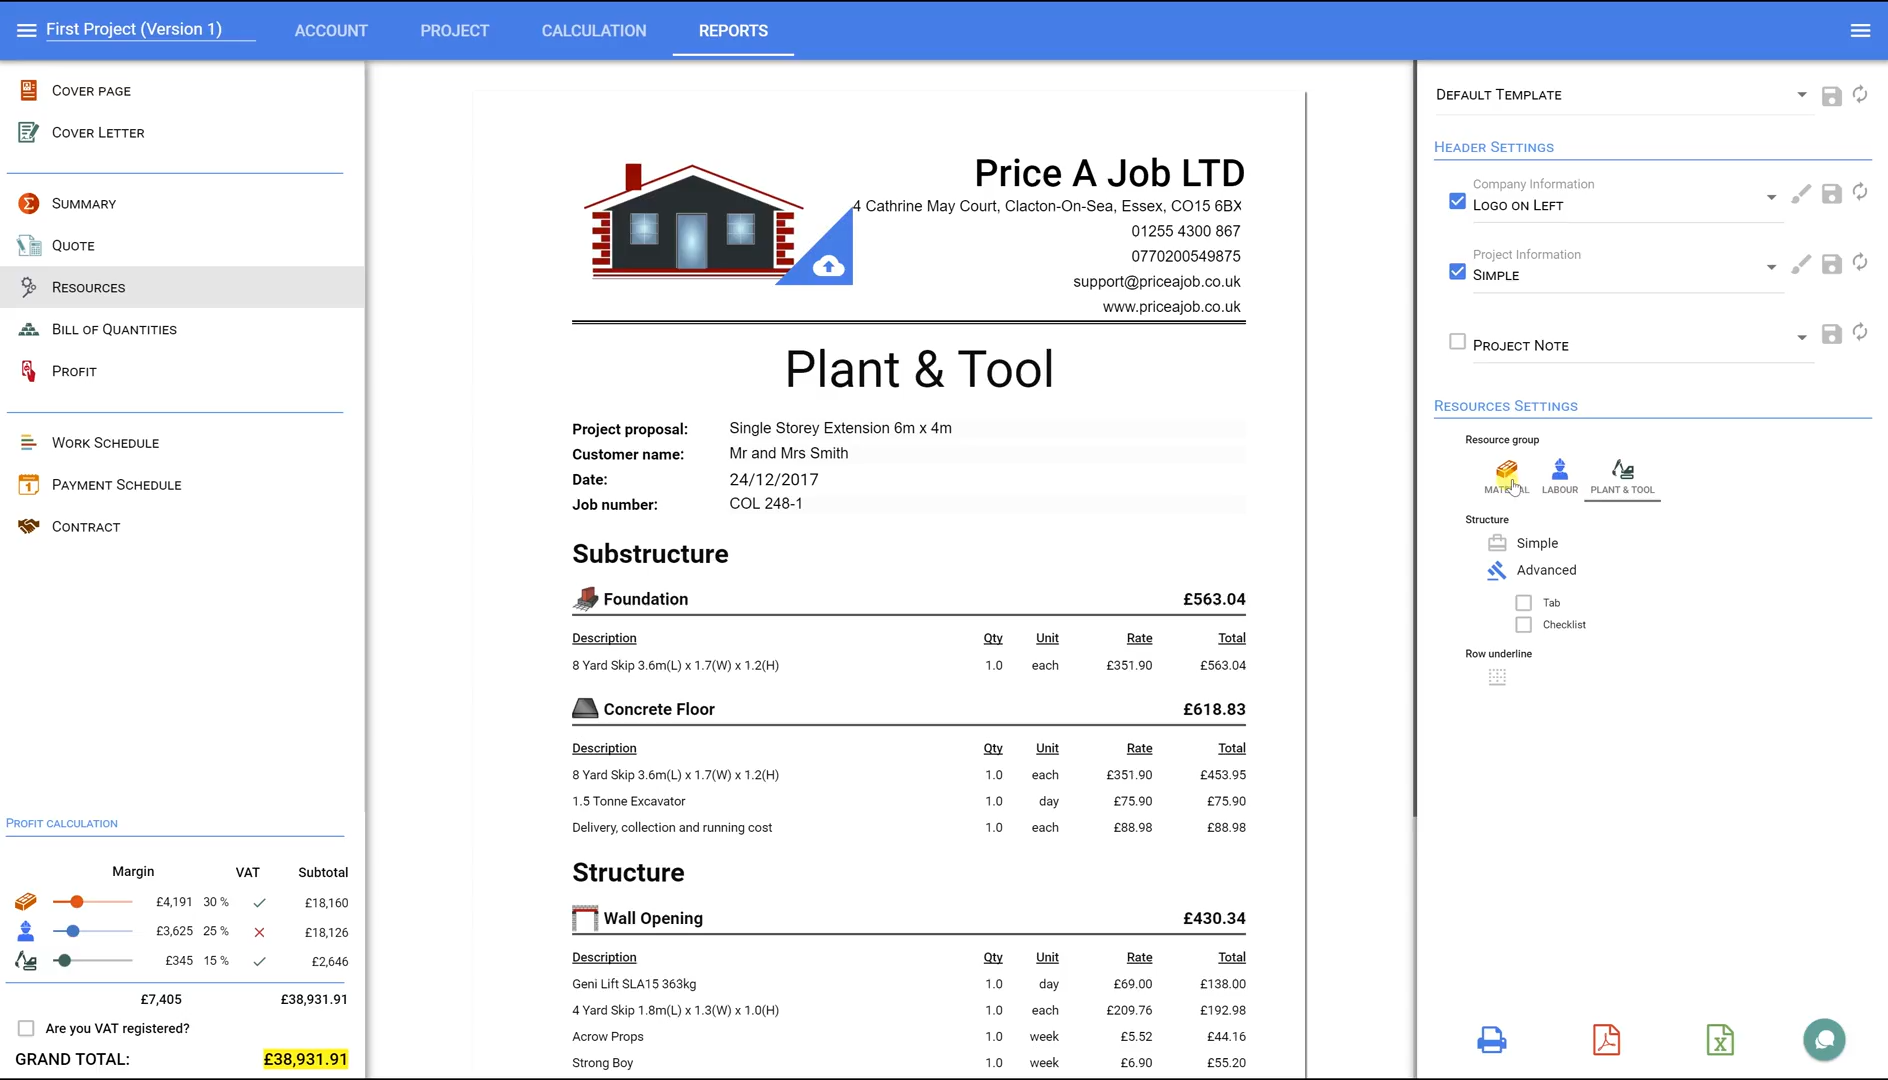 First Project (Version 1)
ACCOUNT
PROJECT
CALCULATION
REPORTS
COVER PAGE
COVER LETTER
SUMMARY
QUOTE
RESOURCES
BILL OF QUANTITIES
PROFIT
WORK SCHEDULE
PAYMENT SCHEDULE
CONTRACT
PROFIT CALCULATION
Margin VAT Subtotal
£4,191 30 % £18,160
£3,625 25 % £18,126
£345 15 % £2,646
£7,405 £38,931.91
Are you VAT registered?
GRAND TOTAL: £38,931.91
Price A Job LTD
4 Cathrine May Court, Clacton-On-Sea, Essex, CO15 6BX
01255 4300 867
0770200549875
support@priceajob.co.uk
www.priceajob.co.uk
Plant & Tool
Project proposal: Single Storey Extension 6m x 4m
Customer name: Mr and Mrs Smith
Date: 24/12/2017
Job number: COL 248-1
Substructure
Foundation £563.04
Description Qty Unit Rate Total
8 Yard Skip 3.6m(L) x 1.7(W) x 1.2(H) 1.0 each £351.90 £563.04
Concrete Floor £618.83
Description Qty Unit Rate Total
8 Yard Skip 3.6m(L) x 1.7(W) x 1.2(H) 1.0 each £351.90 £453.95
1.5 Tonne Excavator 1.0 day £75.90 £75.90
Delivery, collection and running cost 1.0 each £88.98 £88.98
Structure
Wall Opening £430.34
Description Qty Unit Rate Total
Geni Lift SLA15 363kg 1.0 day £69.00 £138.00
4 Yard Skip 1.8m(L) x 1.3(W) x 1.0(H) 1.0 each £209.76 £192.98
Acrow Props 1.0 week £5.52 £44.16
Strong Boy 1.0 week £6.90 £55.20
DEFAULT TEMPLATE
HEADER SETTINGS
Company Information
LOGO ON LEFT
Project Information
SIMPLE
PROJECT NOTE
RESOURCES SETTINGS
Resource group
LABOUR PLANT & TOOL
Structure
Simple
Advanced
Tab
Checklist
Row underline